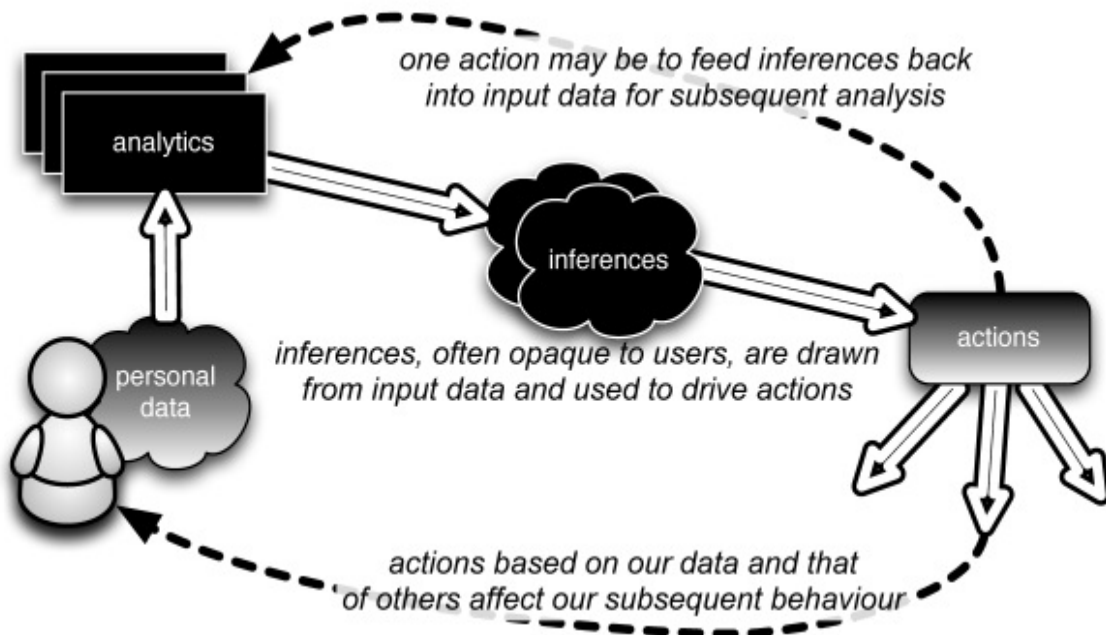 one action may be to feed inferences back
into input data for subsequent analysis
analytics
inferences
actions
inferences, often opaque to users, are drawn
from input data and used to drive actions
personal
data
actions based on our data and that
of others affect our subsequent behaviour